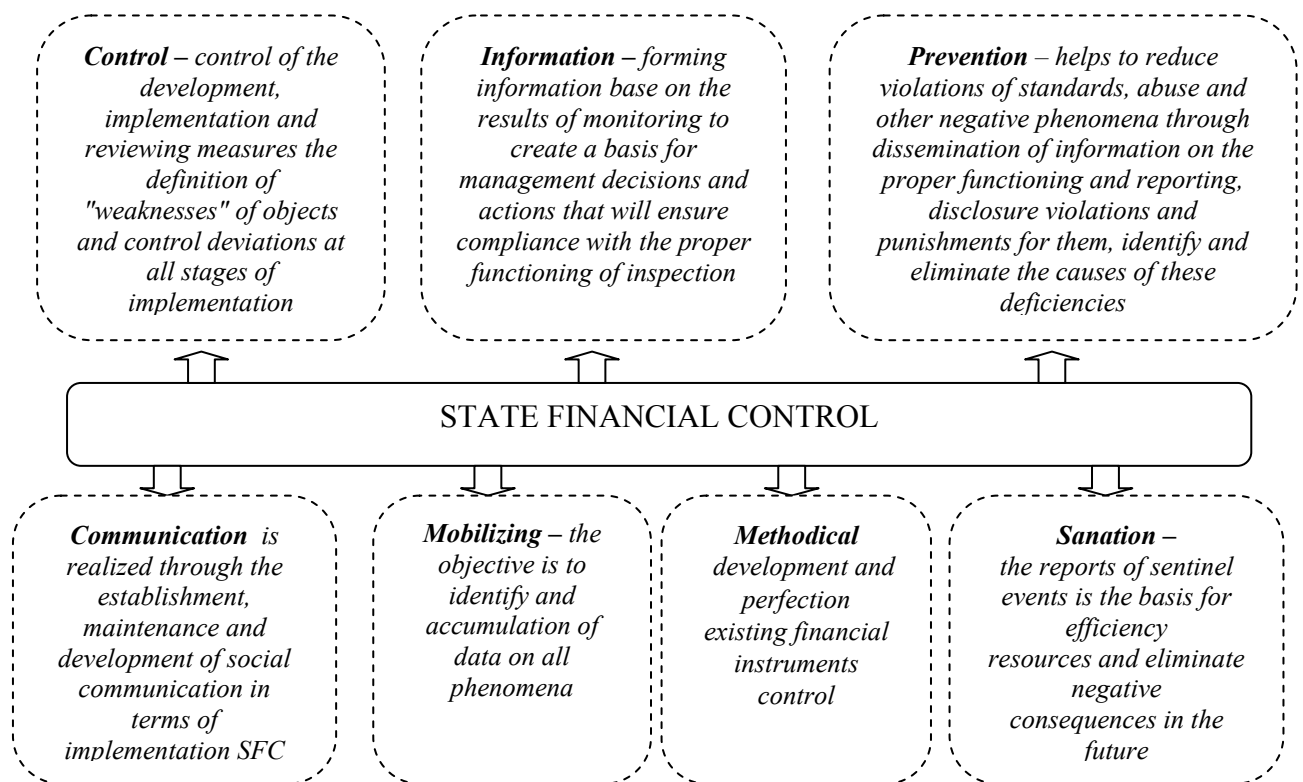 Control – control of the
development,
implementation and
reviewing measures the
definition of
"weaknesses" of objects
and control deviations at
all stages of
implementation
Information – forming
information base on the
results of monitoring to
create a basis for
management decisions and
actions that will ensure
compliance with the proper
functioning of inspection
Prevention – helps to reduce
violations of standards, abuse and
other negative phenomena through
dissemination of information on the
proper functioning and reporting,
disclosure violations and
punishments for them, identify and
eliminate the causes of these
deficiencies
STATE FINANCIAL CONTROL
Communication is
realized through the
establishment,
maintenance and
development of social
communication in
terms of
implementation SFC
Mobilizing – the
objective is to
identify and
accumulation of
data on all
phenomena
Methodical
development and
perfection
existing financial
instruments
control
Sanation –
the reports of sentinel
events is the basis for
efficiency
resources and eliminate
negative
consequences in the
future